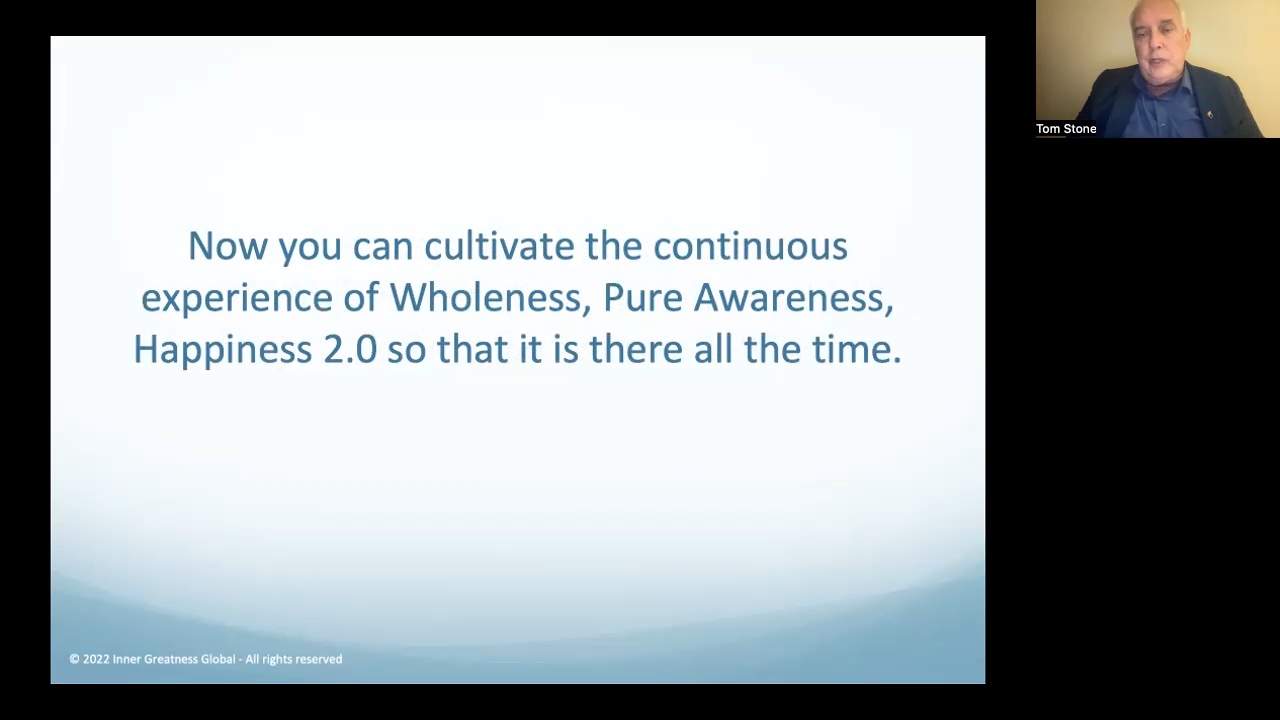 Now you can cultivate the continuous
experience of Wholeness, Pure Awareness,
Happiness 2.0 so that it is there all the time.
© 2022 Inner Greatness Global - All rights reserved
Tom Stone